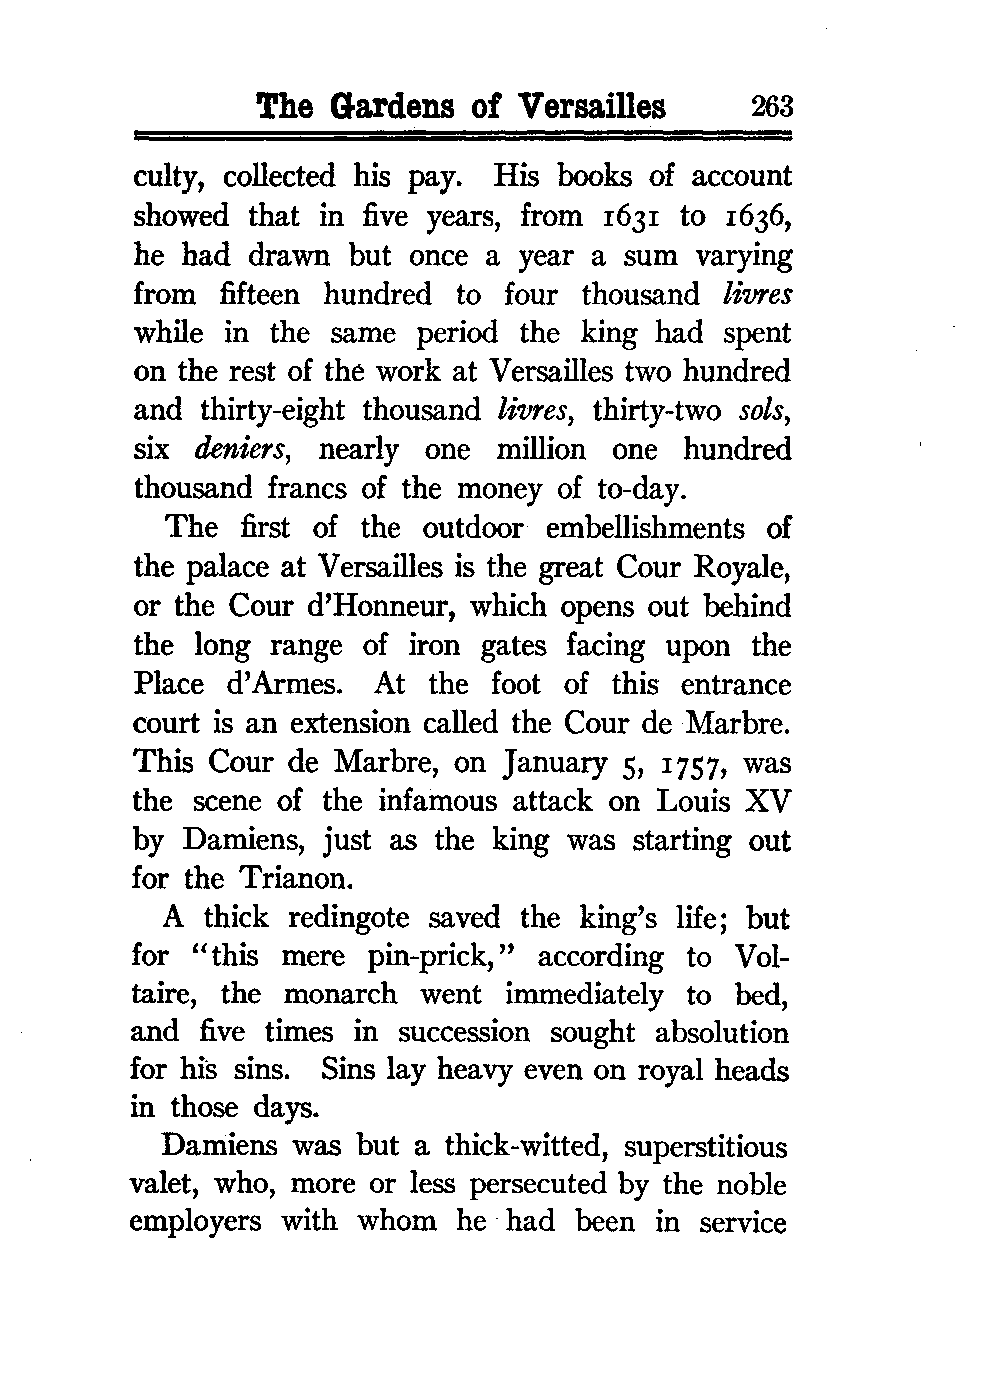 The Gardens of Versailles 263
culty, collected his pay. His books of account
showed that in five years, from 1631 to 1636,
he had drawn but once a year a sum varying
from fifteen hundred to four thousand livres
while in the same period the king had spent
on the rest of the work at Versailles two hundred
and thirty-eight thousand livres, thirty-two sols,
six deniers, nearly one million one hundred
thousand francs of the money of to-day.
The first of the outdoor embellishments of
the palace at Versailles is the great Cour Royale,
or the Cour d'Honneur, which opens out behind
the long range of iron gates facing upon the
Place d'Armes. At the foot of this entrance
court is an extension called the Cour de Marbre.
This Cour de Marbre, on January 5, 1757, was
the scene of the infamous attack on Louis XV
by Damiens, just as the king was starting out
for the Trianon.
A thick redingote saved the king's life; but
for "this mere pin-prick," according to Vol-
taire, the monarch went immediately to bed,
and five times in succession sought absolution
for his sins. Sins lay heavy even on royal heads
in those days.
Damiens was but a thick-witted, superstitious
valet, who, more or less persecuted by the noble
employers with whom he had been in service